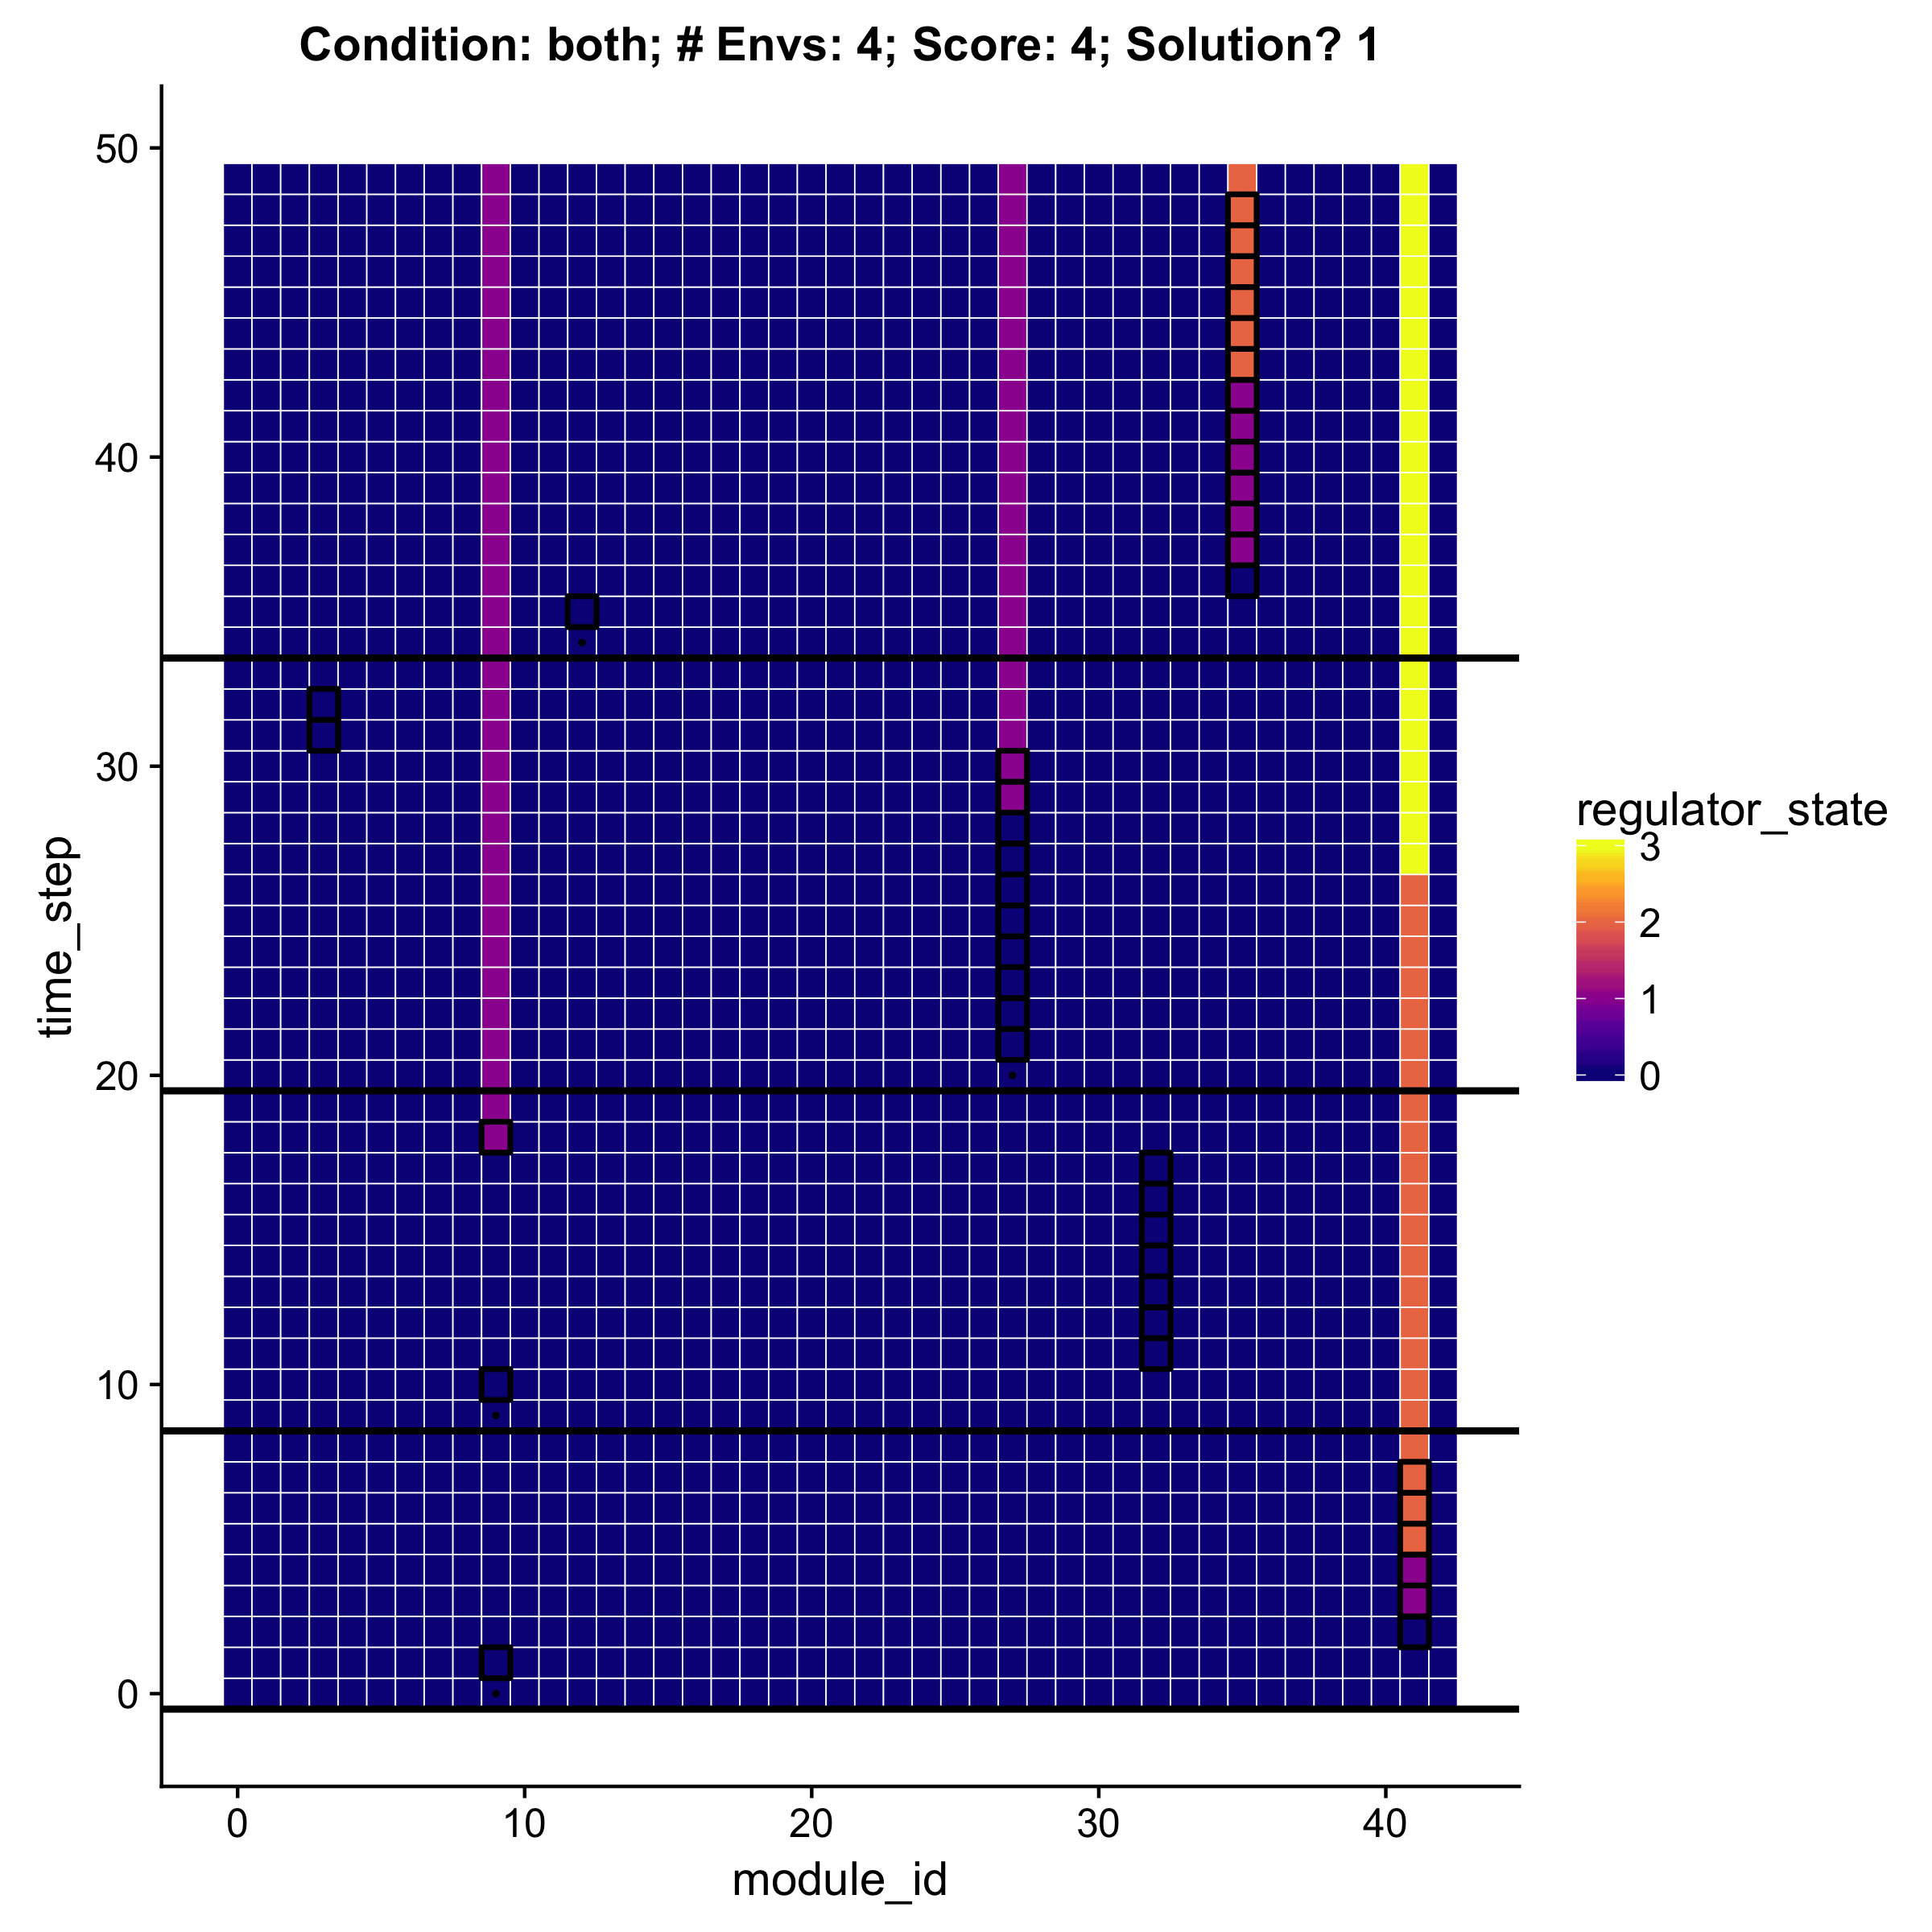 Condition: both; # Envs: 4; Score: 4; Solution? 1
50
40
30
20
10
0
time_step
0 10 20 30 40
module_id
regulator_state
3
2
1
0